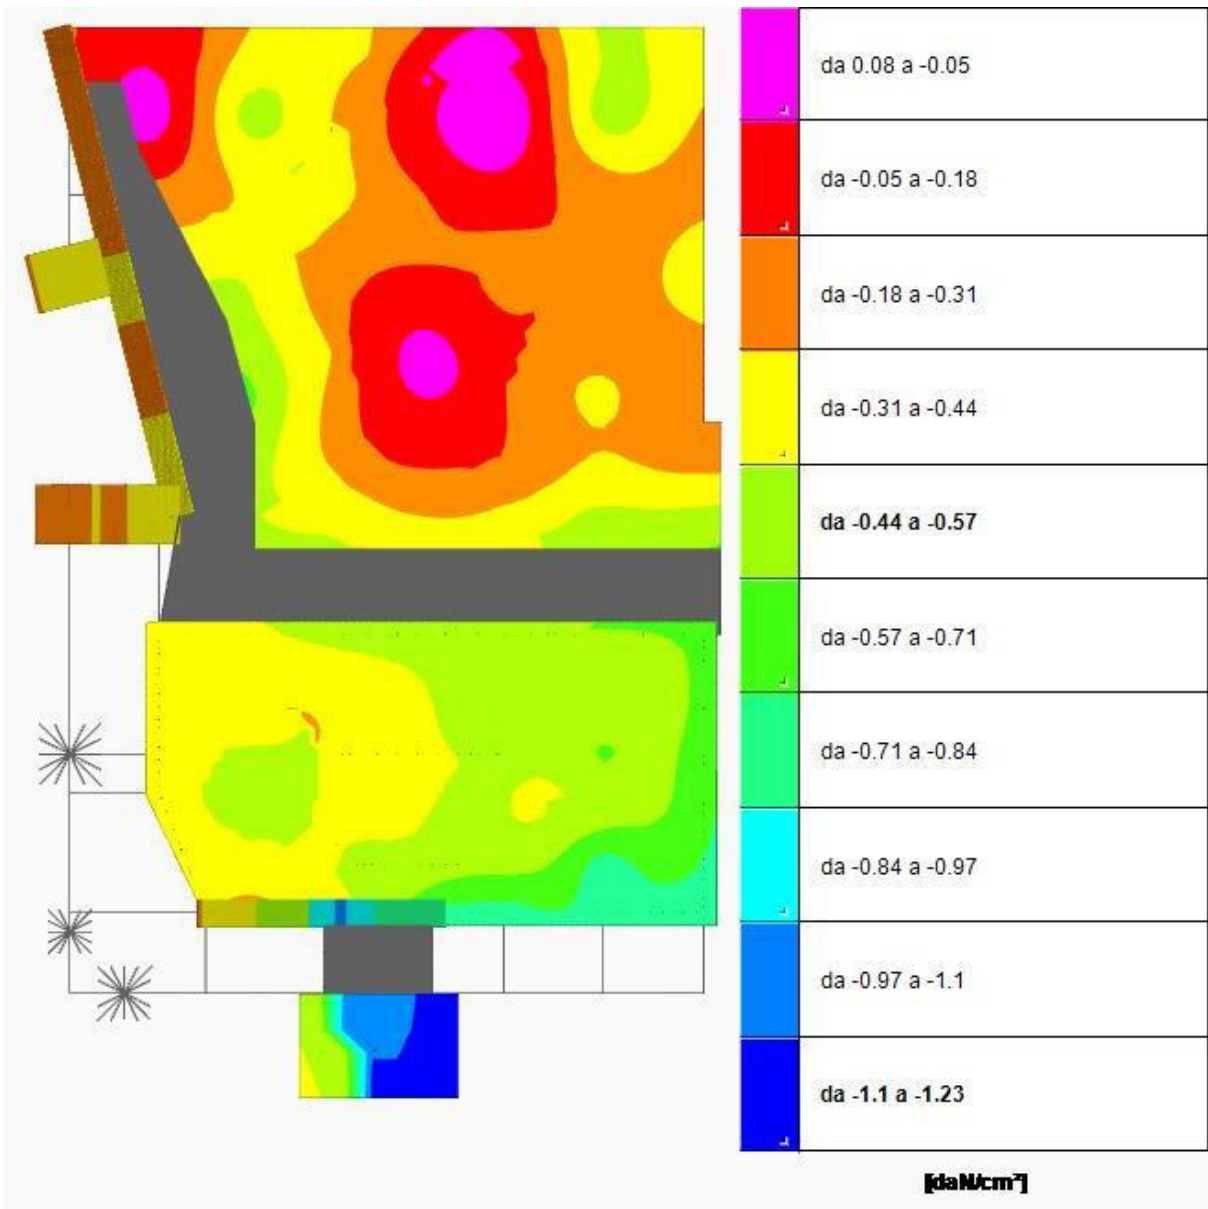 da 0.08 a -0.05
da -0.05 a -0.18
da -0.18 a -0.31
da -0.31 a -0.44
da -0.44 a -0.57
da -0.57 a -0.71
da -0.71 a -0.84
da -0.84 a -0.97
da -0.97 a -1.1
da -1.1 a -1.23
[daN/cm²]